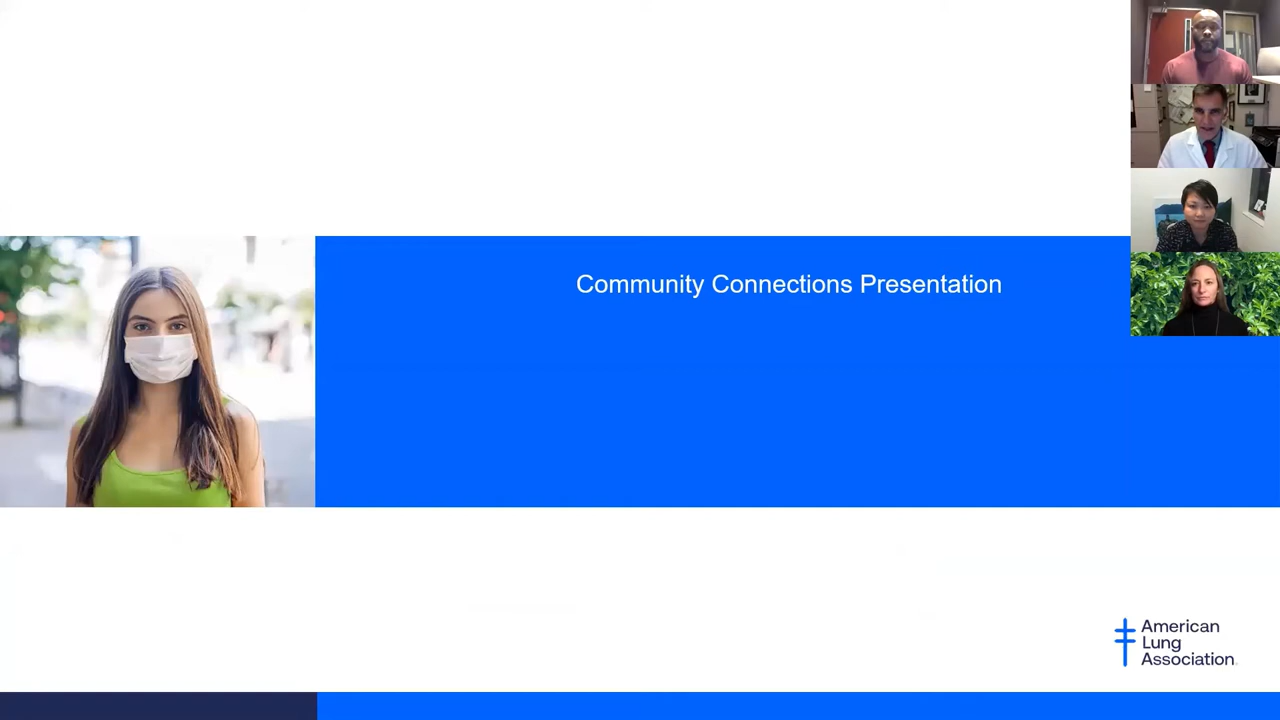 Community Connections Presentation
American
Lung
Association.